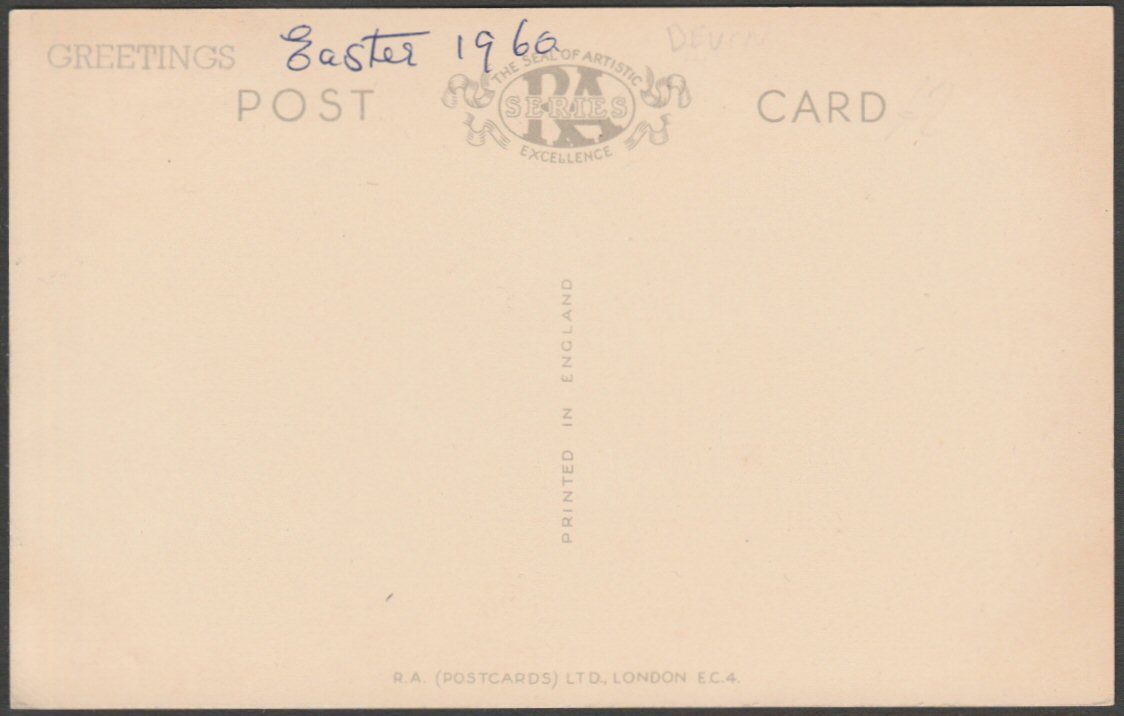 GREETINGS Easter 1960
DEVON
POST CARD
THE SEAL OF ARTISTIC
RA
SERIES
EXCELLENCE
PRINTED IN ENGLAND
R.A. (POSTCARDS) LTD., LONDON E.C.4.